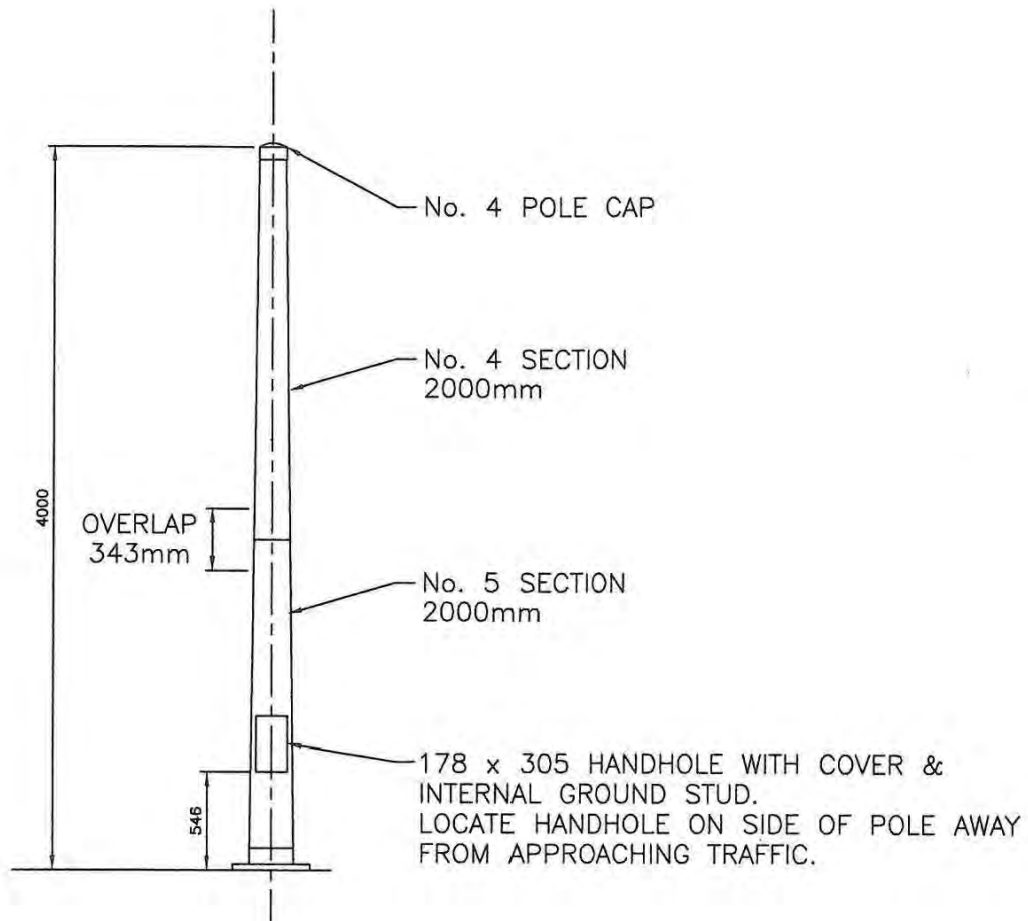 No. 4 POLE CAP
No. 4 SECTION
2000mm
4000
OVERLAP
343mm
No. 5 SECTION
2000mm
546
178 x 305 HANDHOLE WITH COVER &
INTERNAL GROUND STUD.
LOCATE HANDHOLE ON SIDE OF POLE AWAY
FROM APPROACHING TRAFFIC.